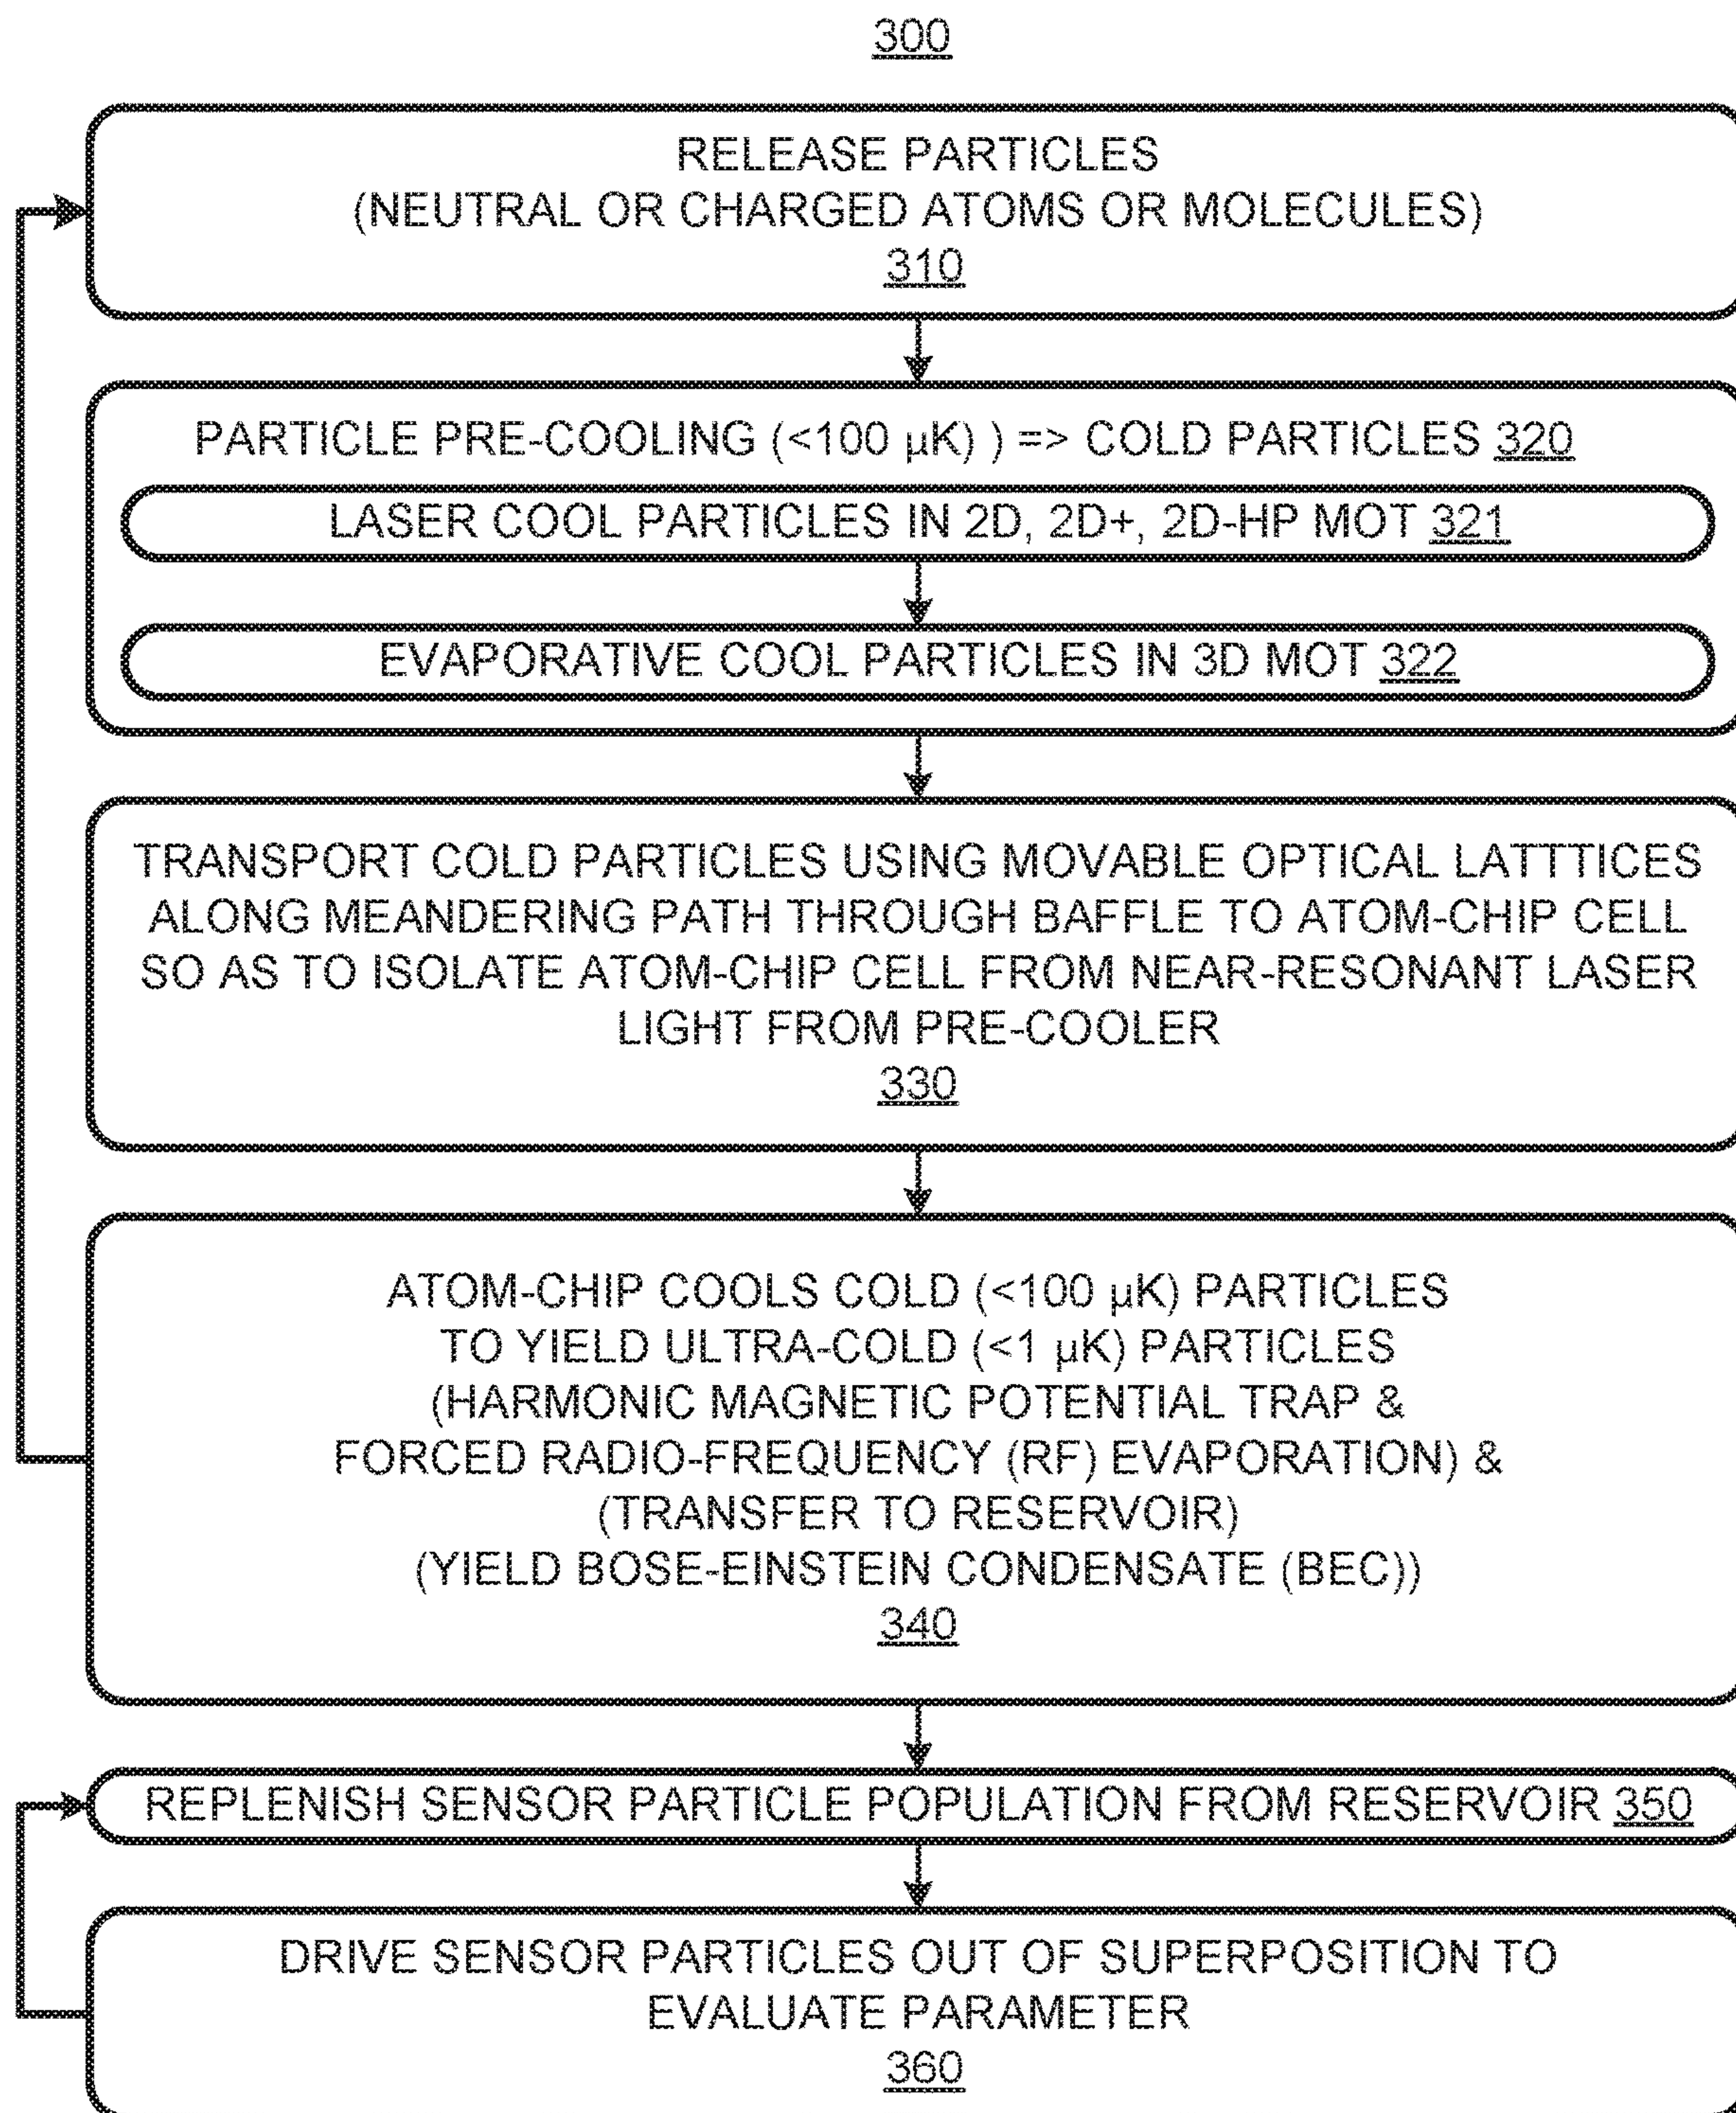 300
RELEASE PARTICLES
(NEUTRAL OR CHARGED ATOMS OR MOLECULES)
310
PARTICLE PRE-COOLING (<100 µK) ) => COLD PARTICLES 320
LASER COOL PARTICLES IN 2D, 2D+, 2D-HP MOT 321
EVAPORATIVE COOL PARTICLES IN 3D MOT 322
TRANSPORT COLD PARTICLES USING MOVABLE OPTICAL LATTTICES
ALONG MEANDERING PATH THROUGH BAFFLE TO ATOM-CHIP CELL
SO AS TO ISOLATE ATOM-CHIP CELL FROM NEAR-RESONANT LASER
LIGHT FROM PRE-COOLER
330
ATOM-CHIP COOLS COLD (<100 µK) PARTICLES
TO YIELD ULTRA-COLD (<1 µK) PARTICLES
(HARMONIC MAGNETIC POTENTIAL TRAP &
FORCED RADIO-FREQUENCY (RF) EVAPORATION) &
(TRANSFER TO RESERVOIR)
(YIELD BOSE-EINSTEIN CONDENSATE (BEC))
340
REPLENISH SENSOR PARTICLE POPULATION FROM RESERVOIR 350
DRIVE SENSOR PARTICLES OUT OF SUPERPOSITION TO
EVALUATE PARAMETER
360